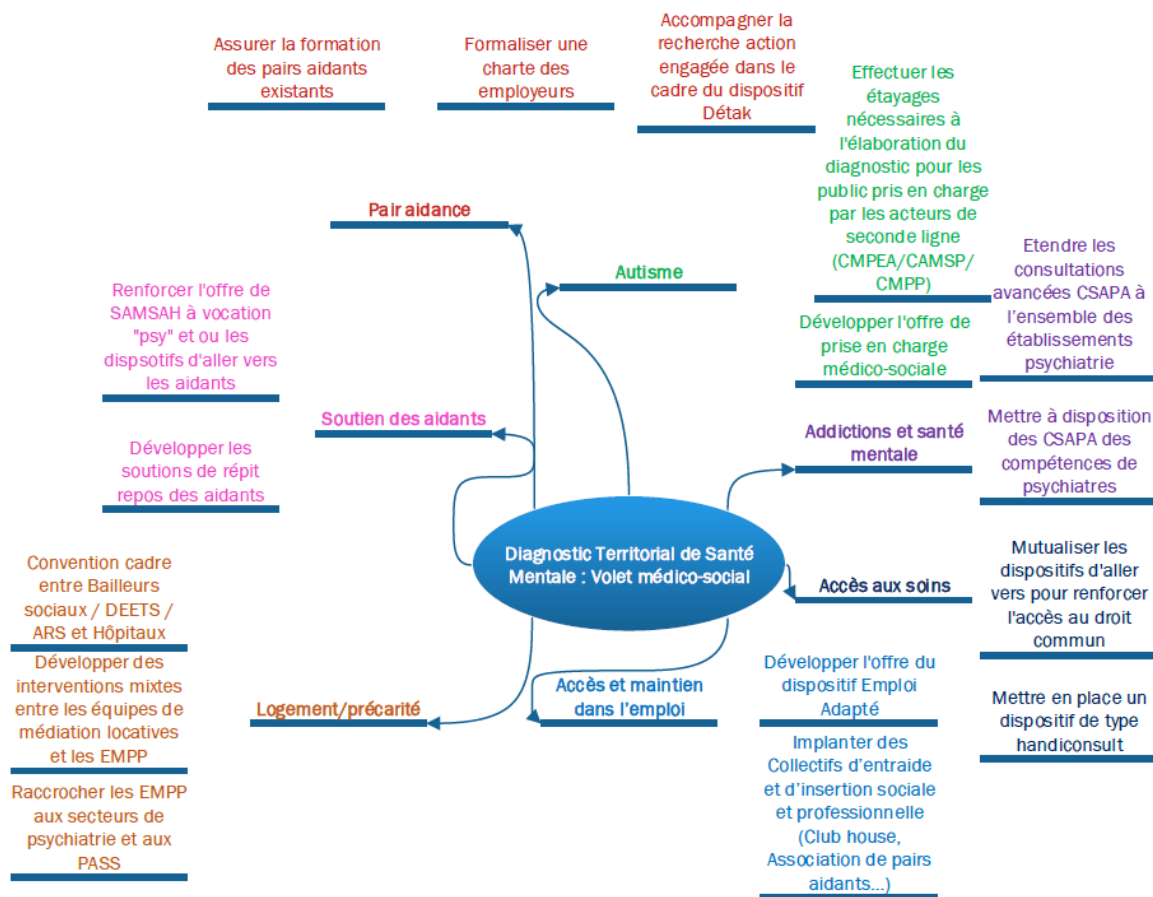 Assurer la formation
des pairs aidants
existants
Formaliser une
charte des
employeurs
Accompagner la
recherche action
engagée dans le
cadre du dispositif
Détak
Pair aidance
Autisme
Effectuer les
étayages
nécessaires à
l'élaboration du
diagnostic pour les
public pris en charge
par les acteurs de
seconde ligne
(CMPEA/CAMSP/
CMPP)
Développer l'offre de
prise en charge
médico-sociale
Etendre les
consultations
avancées CSAPA à
l'ensemble des
établissements
psychiatrie
Renforcer l'offre de
SAMSAH à vocation
"psy" et ou les
dispsotifs d'aller vers
les aidants
Soutien des aidants
Développer les
soutions de répit
repos des aidants
Addictions et santé
mentale
Mettre à disposition
des CSAPA des
compétences de
psychiatres
Diagnostic Territorial de Santé
Mentale : Volet médico-social
Accès aux soins
Mutualiser les
dispositifs d'aller
vers pour renforcer
l'accès au droit
commun
Mettre en place un
dispositif de type
handiconsult
Convention cadre
entre Bailleurs
sociaux / DEETS /
ARS et Hôpitaux
Développer des
interventions mixtes
entre les équipes de
médiation locatives
et les EMPP
Raccrocher les EMPP
aux secteurs de
psychiatrie et aux
PASS
Logement/précarité
Accès et maintien
dans l'emploi
Développer l'offre du
dispositif Emploi
Adapté
Implanter des
Collectifs d'entraide
et d'insertion sociale
et professionnelle
(Club house,
Association de pairs
aidants...)